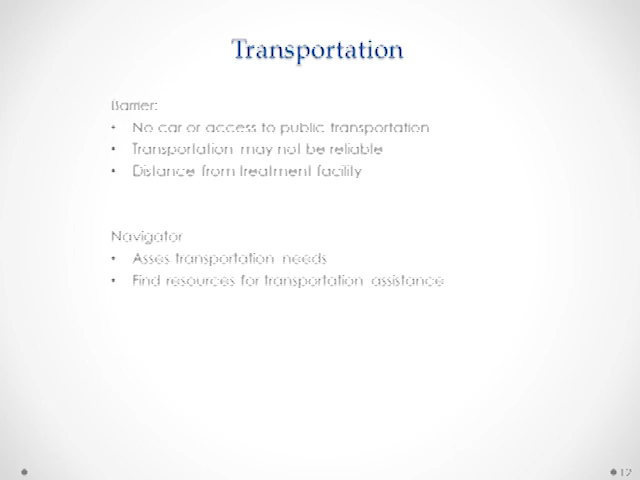 Transportation
Barrier:
• No car or access to public transportation
• Transportation may not be reliable
• Distance from treatment facility
Navigator
• Asses transportation needs
• Find resources for transportation assistance
12